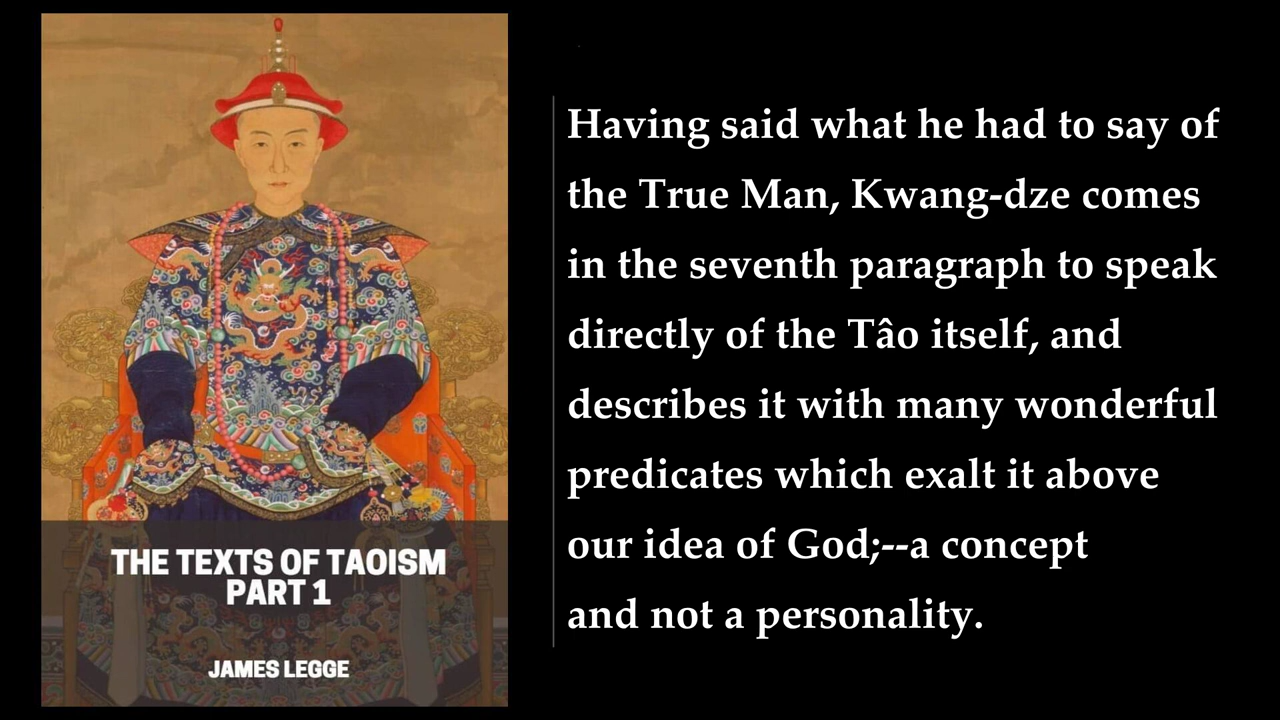 THE TEXTS OF TAOISM
PART 1
JAMES LEGGE
Having said what he had to say of
the True Man, Kwang-dze comes
in the seventh paragraph to speak
directly of the Tâo itself, and
describes it with many wonderful
predicates which exalt it above
our idea of God;--a concept
and not a personality.